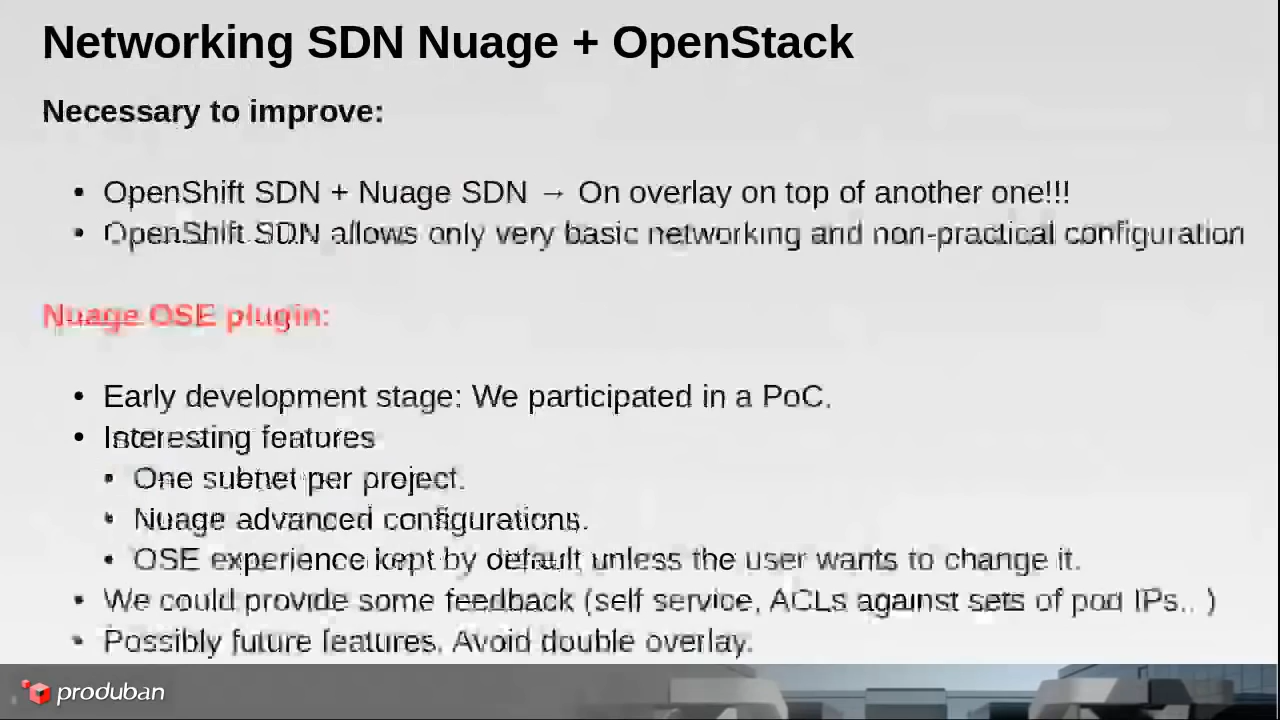 Networking SDN Nuage + OpenStack
Necessary to improve:
• OpenShift SDN + Nuage SDN → On overlay on top of another one!!!
• OpenShift SDN allows only very basic networking and non-practical configuration
Nuage OSE plugin:
• Early development stage: We participated in a PoC.
• Interesting features
• One subnet per project.
• Nuage advanced configurations.
• OSE experience kept by default unless the user wants to change it.
• We could provide some feedback (self service, ACLs against sets of pod IPs.. )
• Possibly future features. Avoid double overlay.
produban